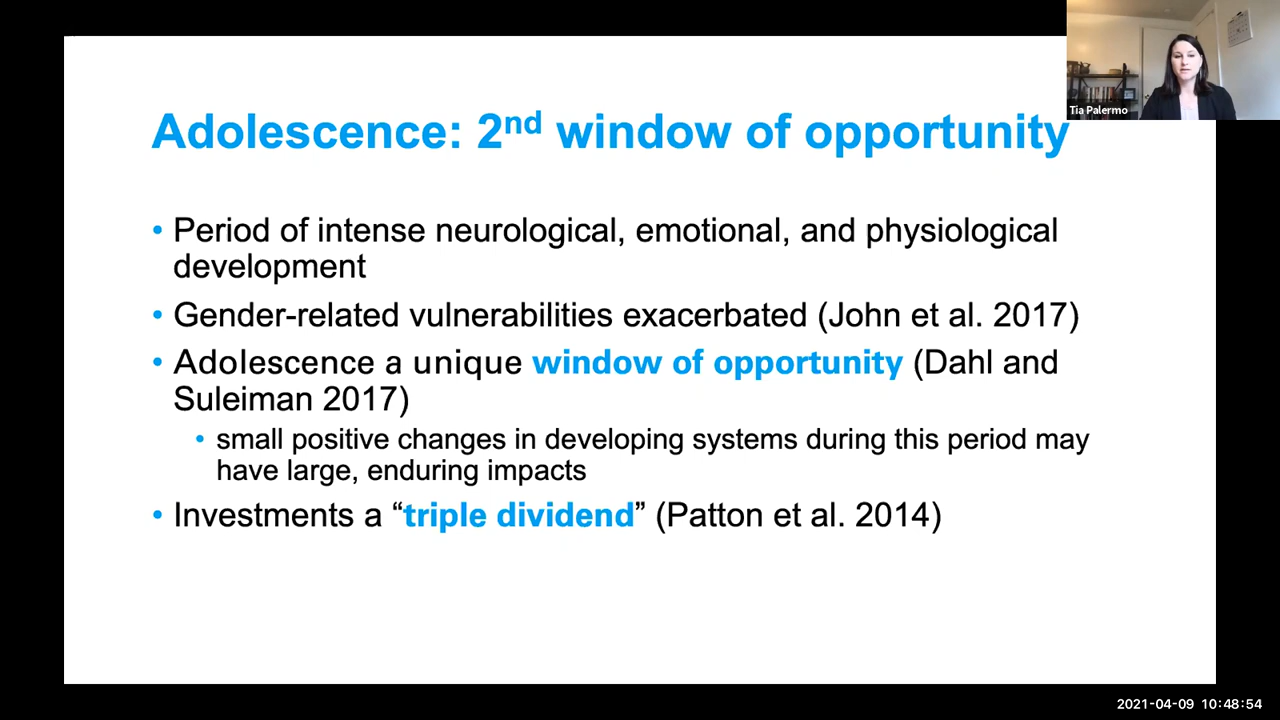 Tia Palermo
Adolescence: 2nd window of opportunity
• Period of intense neurological, emotional, and physiological
development
• Gender-related vulnerabilities exacerbated (John et al. 2017)
• Adolescence a unique window of opportunity (Dahl and
Suleiman 2017)
• small positive changes in developing systems during this period may
have large, enduring impacts
• Investments a “triple dividend” (Patton et al. 2014)
2021-04-09 10:48:54